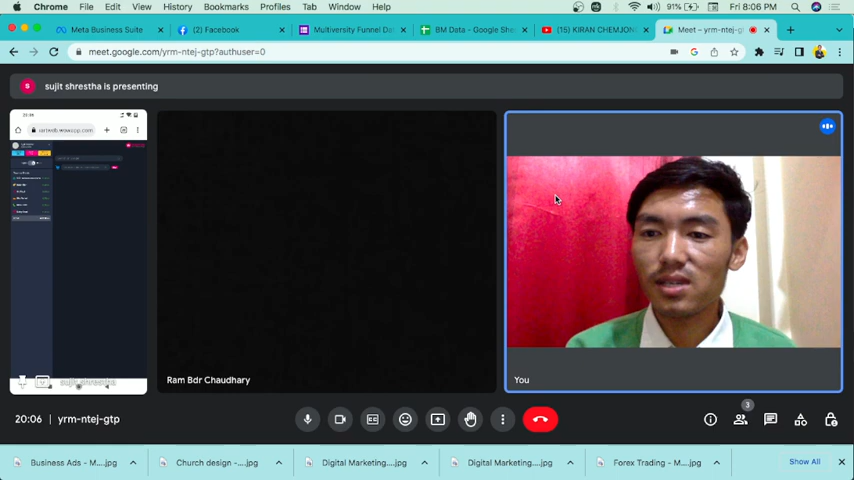 Chrome File Edit View History Bookmarks Profiles Tab Window Help 91% Fri 8:06 PM
Meta Business Suite (2) Facebook Multiversity Funnel Da BM Data - Google She (15) KIRAN CHEMJON Meet – yrm-ntej-g
meet.google.com/yrm-ntej-gtp?authuser=0
S sujit shrestha is presenting
sujit shrestha
Ram Bdr Chaudhary
You
20:06 | yrm-ntej-gtp
3
Business Ads - M....jpg Church design -....jpg Digital Marketing....jpg Digital Marketing....jpg Forex Trading - M....jpg Show All